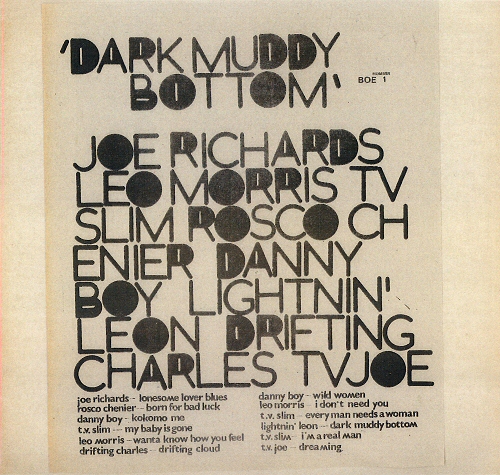 'DARK MUDDY
BOTTOM'
NUMBER
BOE 1
JOE RICHARDS
LEO MORRIS TV
SLIM ROSCO CH
ENIER DANNY
BOY LIGHTNIN'
LEON DRIFTING
CHARLES TVJOE
joe richards - lonesome lover blues
rosco chenier - born for bad luck
danny boy - kokomo me
t.v. slim -- my baby is gone
leo morris - wanta know how you feel
drifting charles - drifting cloud
danny boy - wild women
leo morris - i don't need you
t.v. slim - every man needs a woman
lightnin' leon - dark muddy bottom
t.v. slim - i'm a real man
t.v. joe - dreaming